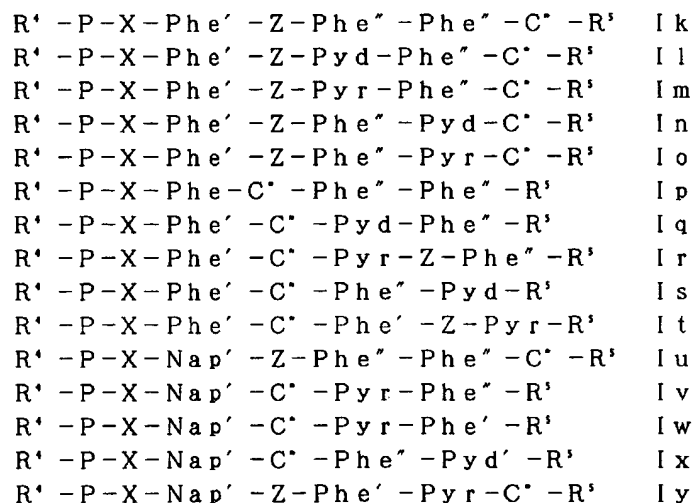 R⁴ -P-X-Phe′ -Z-Phe″ -Phe″ -C* -R⁵ Ik
R⁴ -P-X-Phe′ -Z-Pyd-Phe″ -C* -R⁵ Il
R⁴ -P-X-Phe′ -Z-Pyr-Phe″ -C* -R⁵ Im
R⁴ -P-X-Phe′ -Z-Phe″ -Pyd-C* -R⁵ In
R⁴ -P-X-Phe′ -Z-Phe″ -Pyr-C* -R⁵ Io
R⁴ -P-X-Phe-C* -Phe″ -Phe″ -R⁵ Ip
R⁴ -P-X-Phe′ -C* -Pyd-Phe″ -R⁵ Iq
R⁴ -P-X-Phe′ -C* -Pyr-Z-Phe″ -R⁵ Ir
R⁴ -P-X-Phe′ -C* -Phe″ -Pyd-R⁵ Is
R⁴ -P-X-Phe′ -C* -Phe′ -Z-Pyr-R⁵ It
R⁴ -P-X-Nap′ -Z-Phe″ -Phe″ -C* -R⁵ Iu
R⁴ -P-X-Nap′ -C* -Pyr-Phe″ -R⁵ Iv
R⁴ -P-X-Nap′ -C* -Pyr-Phe′ -R⁵ Iw
R⁴ -P-X-Nap′ -C* -Phe″ -Pyd′ -R⁵ Ix
R⁴ -P-X-Nap′ -Z-Phe′ -Pyr-C* -R⁵ Iy